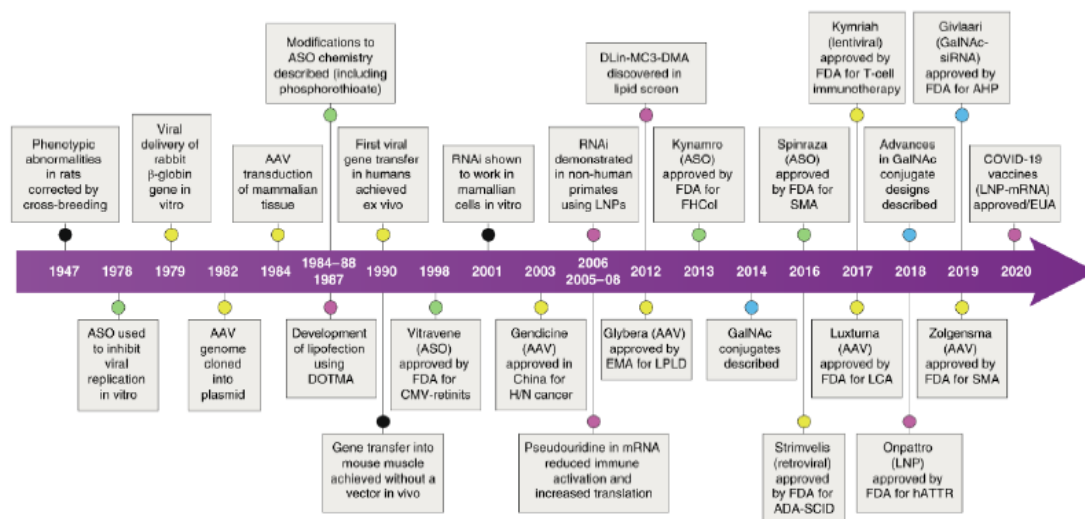 Modifications to
ASO chemistry
described (including
phosphorothioate)
DLin-MC3-DMA
discovered in
lipid screen
Kymriah
(lentiviral)
approved by
FDA for T-cell
immunotherapy
Givlaari
(GalNAc-
siRNA)
approved by
FDA for AHP
Phenotypic
abnormalities
in rats
corrected by
cross-breeding
Viral
delivery of
rabbit
β-globin
gene in
vitro
AAV
transduction
of mammalian
tissue
First viral
gene transfer
in humans
achieved
ex vivo
RNAi shown
to work in
mamallian
cells in vitro
RNAi
demonstrated
in non-human
primates
using LNPs
Kynamro
(ASO)
approved by
FDA for
FHCol
Spinraza
(ASO)
approved by
FDA for
SMA
Advances in
GalNAc
conjugate
designs
described
COVID-19
vaccines
(LNP-mRNA)
approved/EUA
1947 1978 1979 1982 1984 1984–88 1990 1998 2001 2003 2006 2012 2013 2014 2016 2017 2018 2019 2020
1987 2005–08
ASO used
to inhibit
viral
replication
in vitro
AAV
genome
cloned
into
plasmid
Development
of lipofection
using
DOTMA
Vitravene
(ASO)
approved by
FDA for
CMV-retinits
Gendicine
(AAV)
approved in
China for
H/N cancer
Glybera (AAV)
approved by
EMA for LPLD
GalNAc
conjugates
described
Luxturna
(AAV)
approved by
FDA for LCA
Zolgensma
(AAV)
approved by
FDA for SMA
Gene transfer into
mouse muscle
achieved without a
vector in vivo
Pseudouridine in mRNA
reduced immune
activation and
increased translation
Strimvelis
(retroviral)
approved
by FDA for
ADA-SCID
Onpattro
(LNP)
approved by
FDA for hATTR